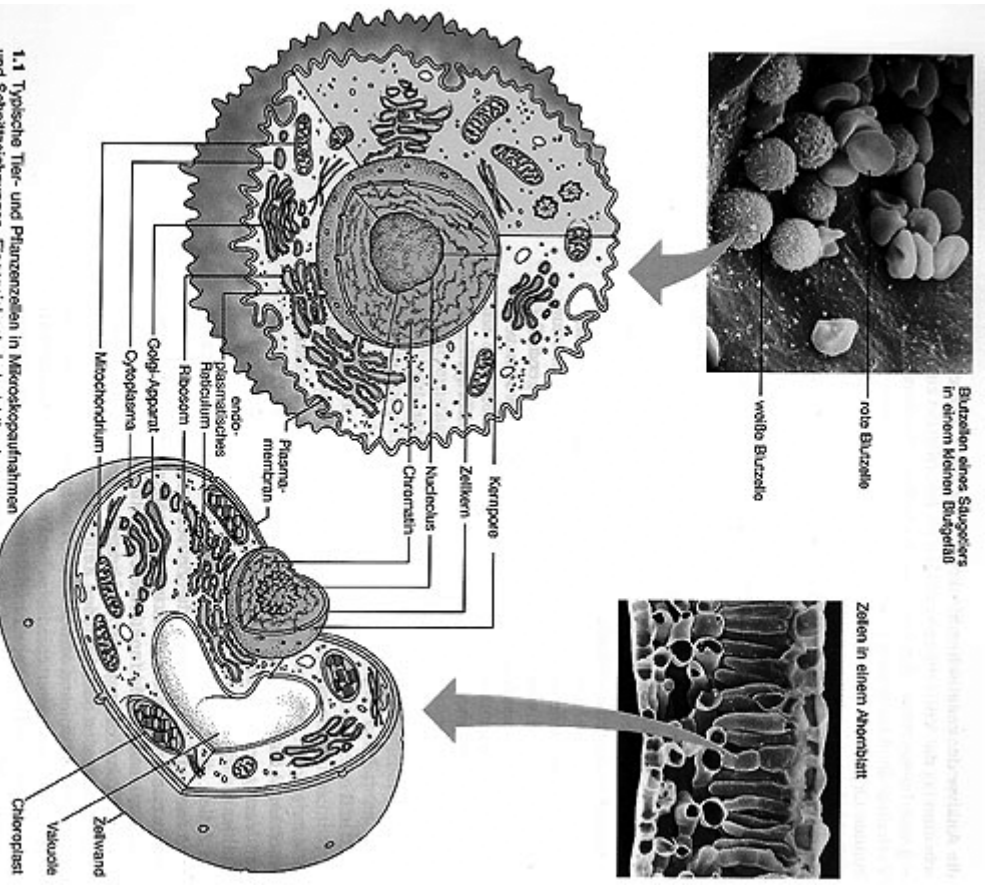 Blutzellen eines Säugetiers
in einem kleinen Blutgefäß
rote Blutzelle
weiße Blutzelle
Zellen in einem Ahornblatt
Kernpore
Zellkern
Nucleolus
Chromatin
Plasma-
membran
endo-
plasmatisches
Reticulum
Ribosom
Golgi-Apparat
Cytoplasma
Mitochondrium
Chloroplast
Vakuole
Zellwand
1.1 Typische Tier- und Pflanzenzellen in Mikroskopaufnahmen